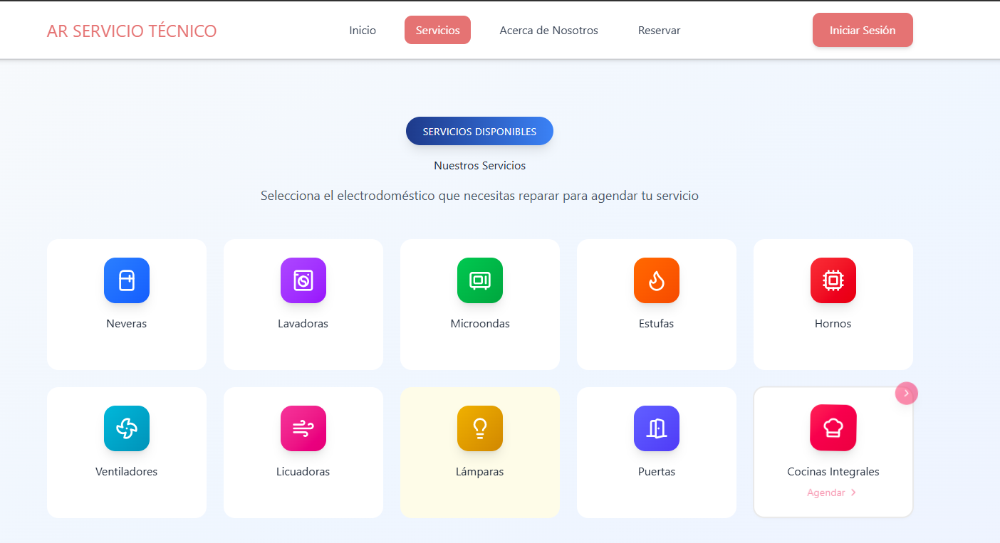 AR SERVICIO TÉCNICO
Inicio
Servicios
Acerca de Nosotros
Reservar
Iniciar Sesión
SERVICIOS DISPONIBLES
Nuestros Servicios
Selecciona el electrodoméstico que necesitas reparar para agendar tu servicio
Neveras
Lavadoras
Microondas
Estufas
Hornos
Ventiladores
Licuadoras
Lámparas
Puertas
Cocinas Integrales
Agendar